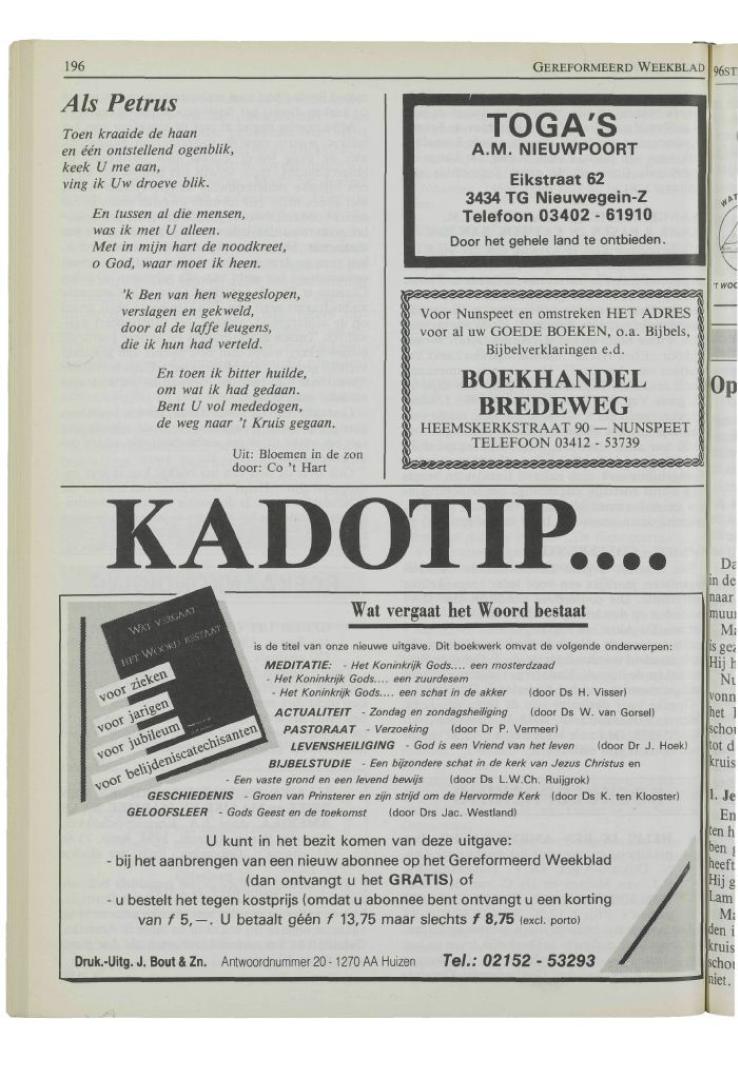 196
GEREFORMEERD WEEKBLAD
Als Petrus
Toen kraaide de haan
en één ontstellend ogenblik,
keek U me aan,
ving ik Uw droeve blik.
En tussen al die mensen,
was ik met U alleen.
Met in mijn hart de noodkreet,
o God, waar moet ik heen.
'k Ben van hen weggeslopen,
verslagen en gekweld,
door al de laffe leugens,
die ik hun had verteld.
En toen ik bitter huilde,
om wat ik had gedaan.
Bent U vol mededogen,
de weg naar 't Kruis gegaan.
Uit: Bloemen in de zon
door: Co 't Hart
TOGA'S
A.M. NIEUWPOORT
Eikstraat 62
3434 TG Nieuwegein-Z
Telefoon 03402 - 61910
Door het gehele land te ontbieden.
Voor Nunspeet en omstreken HET ADRES
voor al uw GOEDE BOEKEN, o.a. Bijbels,
Bijbelverklaringen e.d.
BOEKHANDEL
BREDEWEG
HEEMSKERKSTRAAT 90 — NUNSPEET
TELEFOON 03412 - 53739
KADOTIP....
WAT VERGAAT
HET WOORD BESTAAT
voor zieken
voor jarigen
voor jubileum
voor belijdeniscatechisanten
Wat vergaat het Woord bestaat
is de titel van onze nieuwe uitgave. Dit boekwerk omvat de volgende onderwerpen:
MEDITATIE: - Het Koninkrijk Gods.... een mosterdzaad
- Het Koninkrijk Gods.... een zuurdesem
- Het Koninkrijk Gods.... een schat in de akker (door Ds H. Visser)
ACTUALITEIT - Zondag en zondagsheiliging (door Ds W. van Gorsel)
PASTORAAT - Verzoeking (door Dr P. Vermeer)
LEVENSHEILIGING - God is een Vriend van het leven (door Dr J. Hoek)
BIJBELSTUDIE - Een bijzondere schat in de kerk van Jezus Christus en
- Een vaste grond en een levend bewijs (door Ds L.W.Ch. Ruijgrok)
GESCHIEDENIS - Groen van Prinsterer en zijn strijd om de Hervormde Kerk (door Ds K. ten Klooster)
GELOOFSLEER - Gods Geest en de toekomst (door Drs Jac. Westland)
U kunt in het bezit komen van deze uitgave:
- bij het aanbrengen van een nieuw abonnee op het Gereformeerd Weekblad
(dan ontvangt u het GRATIS) of
- u bestelt het tegen kostprijs (omdat u abonnee bent ontvangt u een korting
van f 5,—. U betaalt géén f 13,75 maar slechts f 8,75 (excl. porto)
Druk.-Uitg. J. Bout & Zn. Antwoordnummer 20 - 1270 AA Huizen Tel.: 02152 - 53293